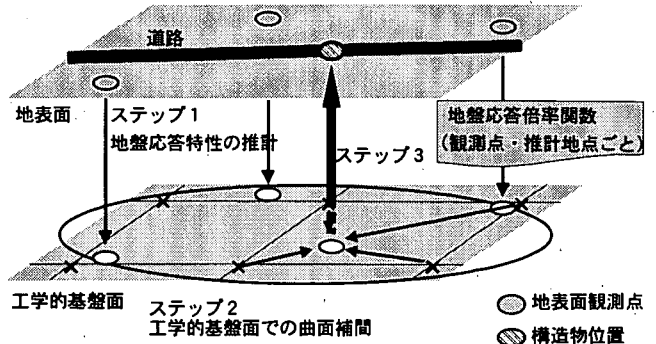 道路
地表面
ステップ1
地盤応答特性の推計
ステップ3
地盤応答倍率関数
(観測点・推計地点ごと)
工学的基盤面
ステップ2
工学的基盤面での曲面補間
地表面観測点
構造物位置